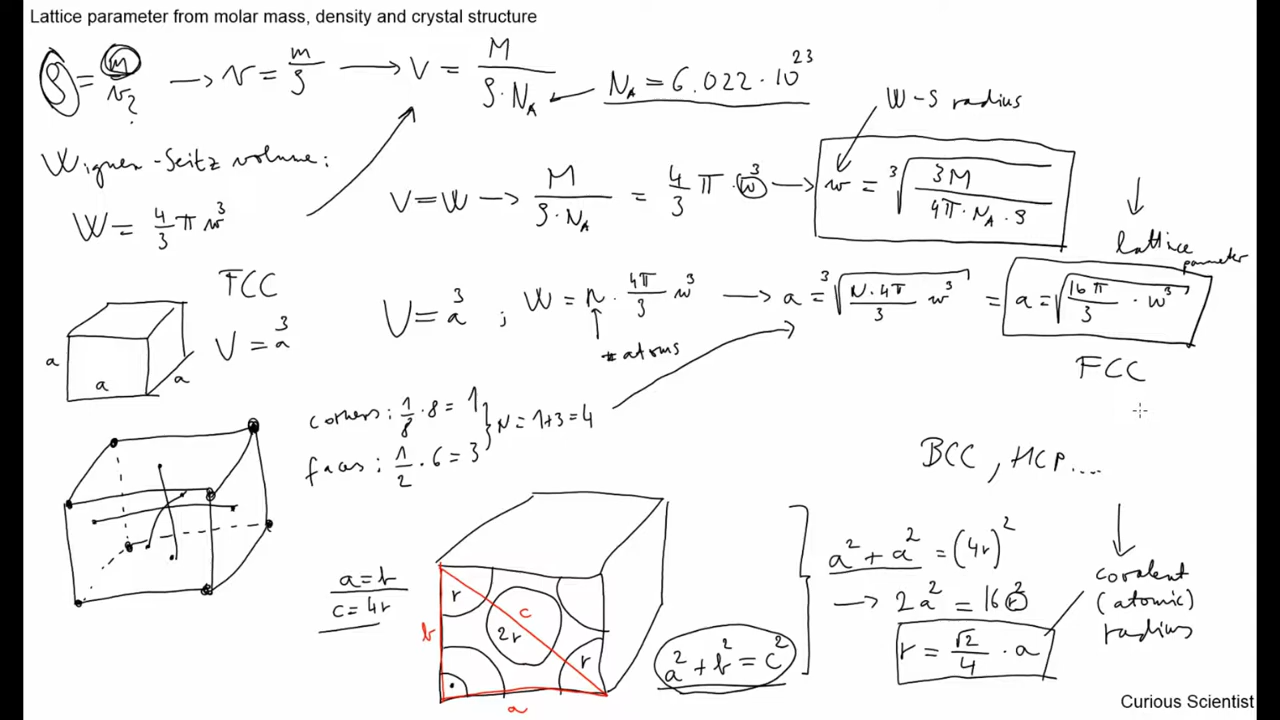 Lattice parameter from molar mass, density and crystal structure
ρ = m/v? → v = m/ρ → V = M/(ρ·N_A) ← N_A = 6.022·10^23
W-S radius
Wigner-Seitz volume:
W = 4/3 π w^3
V=W → M/(ρ·N_A) = 4/3 π·w^3 → w = ∛(3M/(4π·N_A·ρ))
lattice parameter
FCC
V = a^3
a
a
a
V = a^3 ; W = n · 4π/3 w^3 → a = ∛(N·4π/3 w^3) = a = √(16π/3 · w^3)
# atoms
FCC
corners: 1/8·8 = 1 } N = 1+3 = 4
faces: 1/2·6 = 3
BCC, HCP....
a=b
c=4r
r
c
2r
r
b
a
a^2+b^2=c^2
a^2+a^2 = (4r)^2
→ 2a^2 = 16r^2
r = √2/4 · a
covalent
(atomic)
radius
Curious Scientist